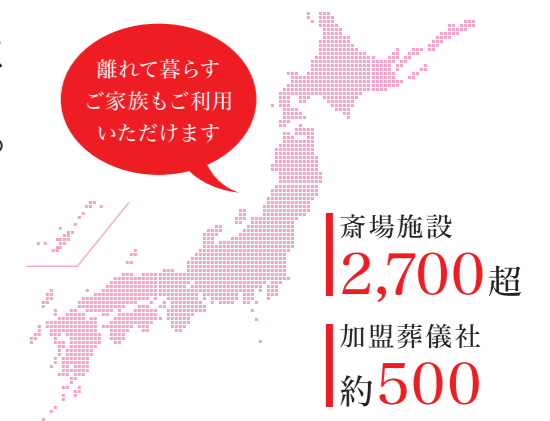 離れて暮らす
ご家族もご利用
いただけます
斎場施設
2,700超
加盟葬儀社
約500